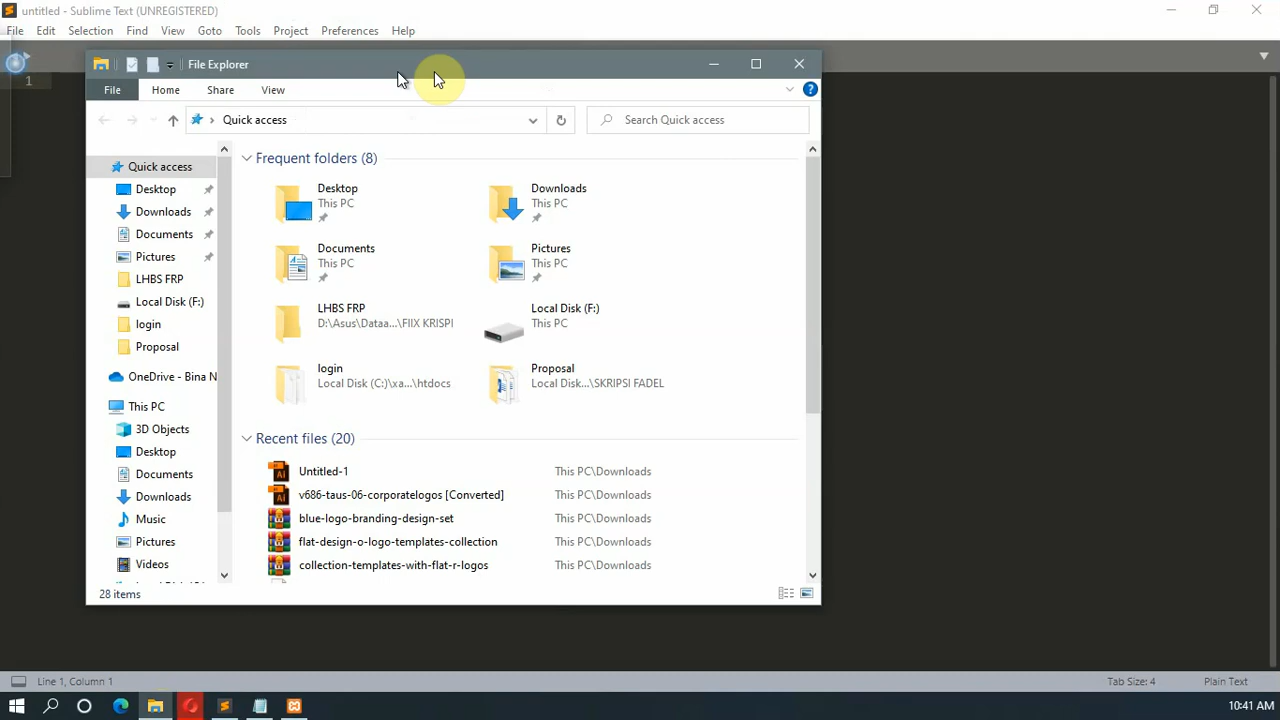 untitled - Sublime Text (UNREGISTERED)
File Edit Selection Find View Goto Tools Project Preferences Help
1
File Explorer
File Home Share View
Quick access
Search Quick access
Quick access
Desktop
Downloads
Documents
Pictures
LHBS FRP
Local Disk (F:)
login
Proposal
OneDrive - Bina N
This PC
3D Objects
Desktop
Documents
Downloads
Music
Pictures
Videos
Frequent folders (8)
Desktop
This PC
Downloads
This PC
Documents
This PC
Pictures
This PC
LHBS FRP
D:\Asus\Dataa...\FIIX KRISPI
Local Disk (F:)
This PC
login
Local Disk (C:)\xa...\htdocs
Proposal
Local Disk...\SKRIPSI FADEL
Recent files (20)
Untitled-1 This PC\Downloads
v686-taus-06-corporatelogos [Converted] This PC\Downloads
blue-logo-branding-design-set This PC\Downloads
flat-design-o-logo-templates-collection This PC\Downloads
collection-templates-with-flat-r-logos This PC\Downloads
28 items
Line 1, Column 1
Tab Size: 4
Plain Text
10:41 AM